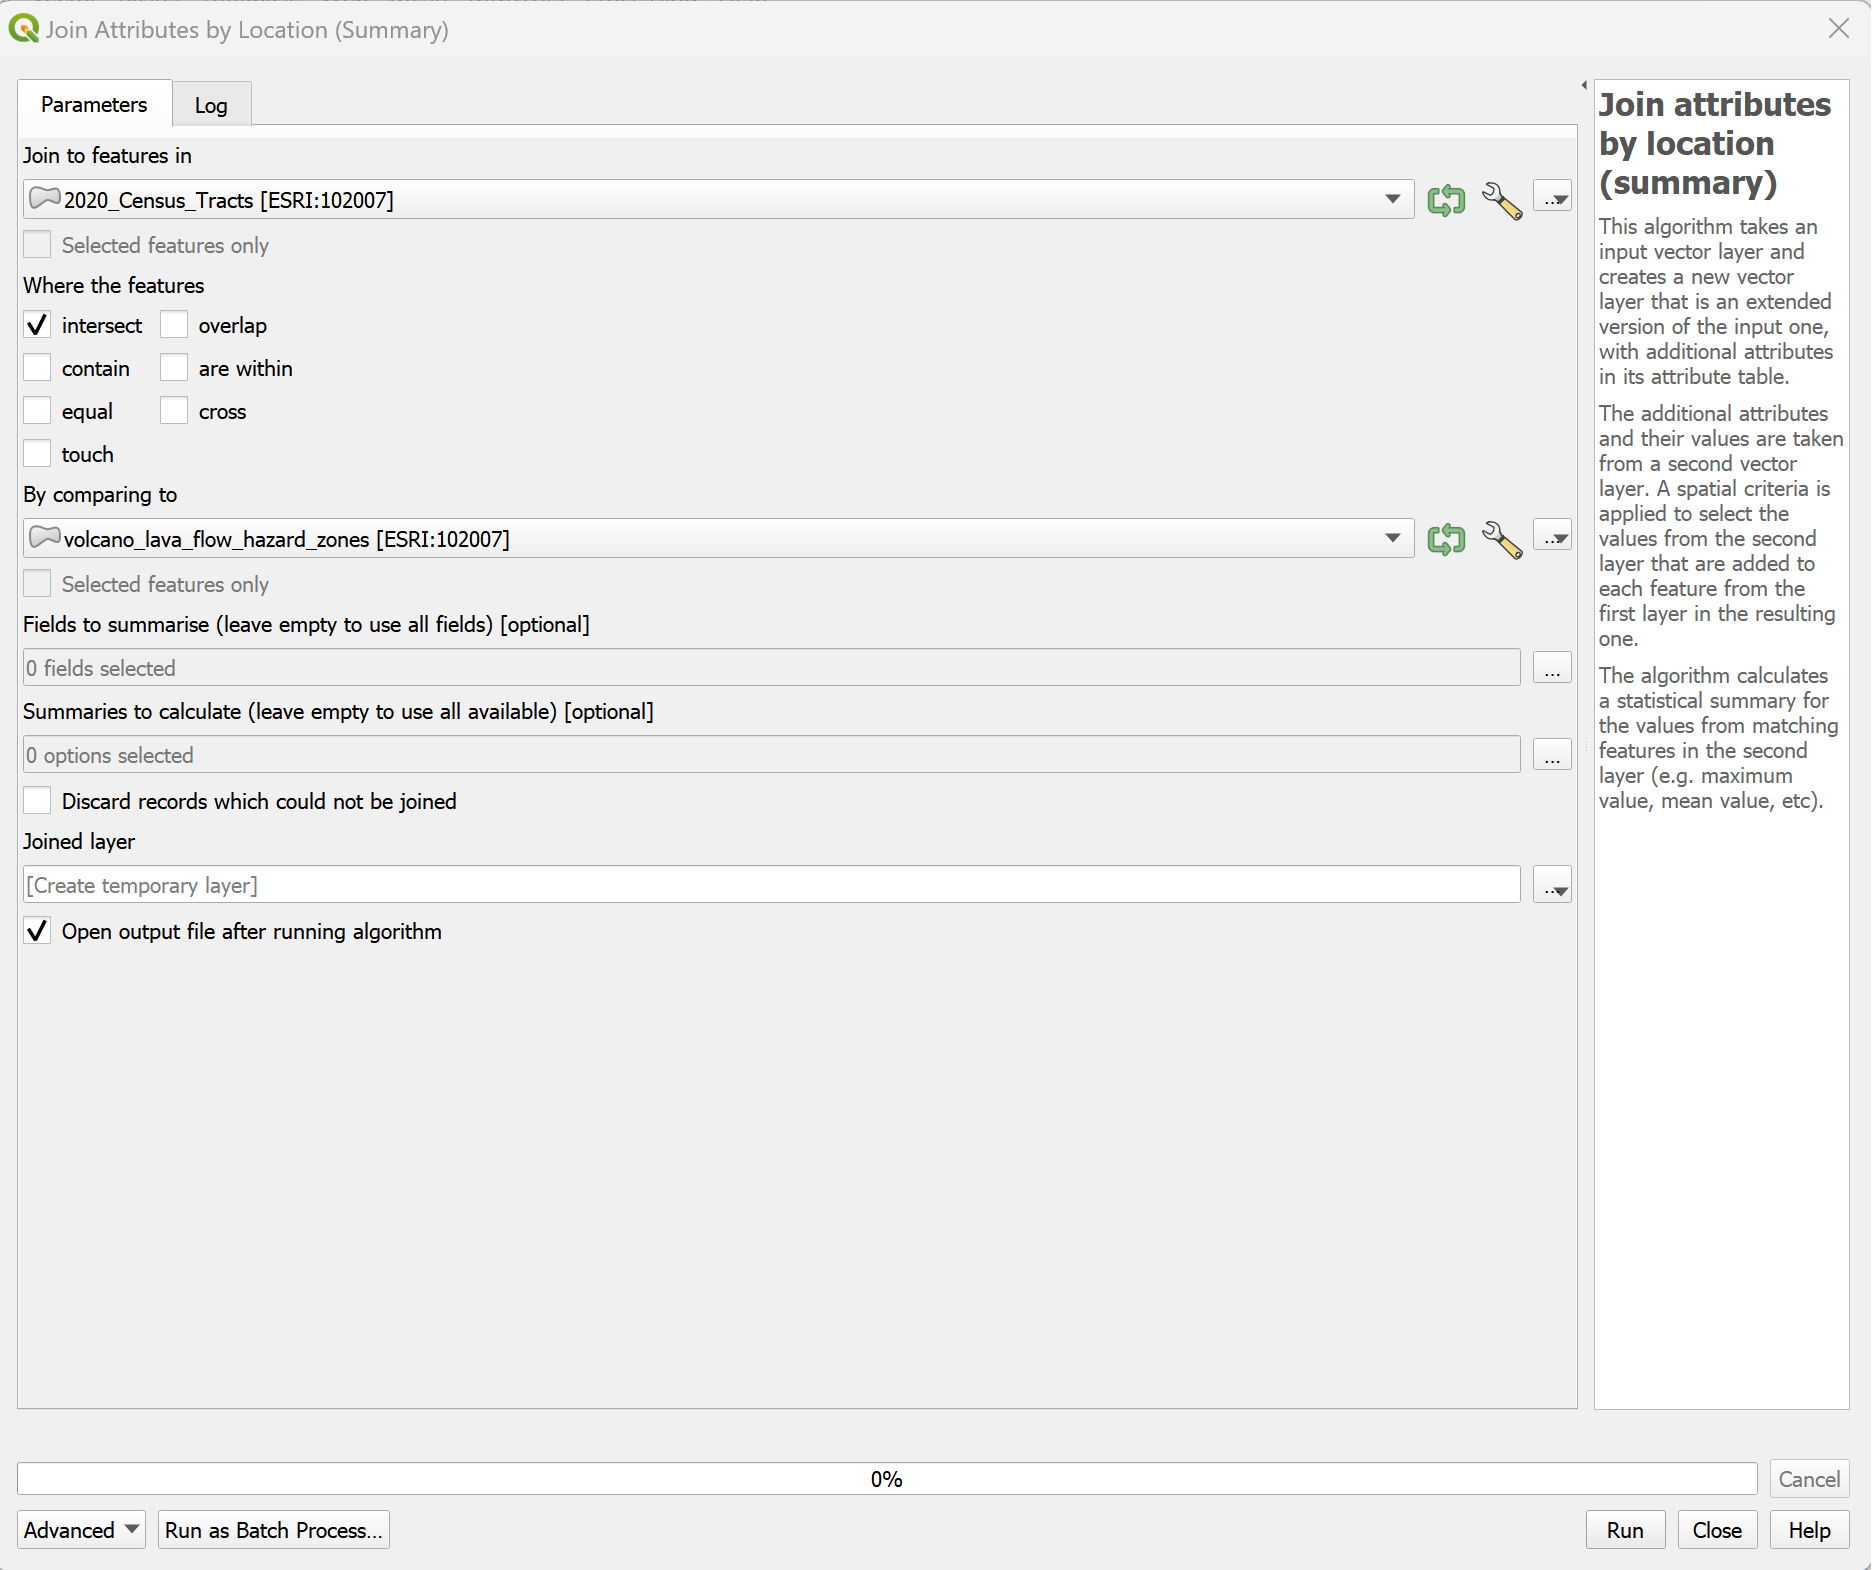 Join Attributes by Location (Summary)
Parameters
Log
Join to features in
2020_Census_Tracts [ESRI:102007]
...
Selected features only
Where the features
intersect
overlap
contain
are within
equal
cross
touch
By comparing to
volcano_lava_flow_hazard_zones [ESRI:102007]
...
Selected features only
Fields to summarise (leave empty to use all fields) [optional]
0 fields selected
...
Summaries to calculate (leave empty to use all available) [optional]
0 options selected
...
Discard records which could not be joined
Joined layer
[Create temporary layer]
...
Open output file after running algorithm
Join attributes
by location
(summary)
This algorithm takes an
input vector layer and
creates a new vector
layer that is an extended
version of the input one,
with additional attributes
in its attribute table.
The additional attributes
and their values are taken
from a second vector
layer. A spatial criteria is
applied to select the
values from the second
layer that are added to
each feature from the
first layer in the resulting
one.
The algorithm calculates
a statistical summary for
the values from matching
features in the second
layer (e.g. maximum
value, mean value, etc).
0%
Cancel
Advanced
Run as Batch Process...
Run
Close
Help